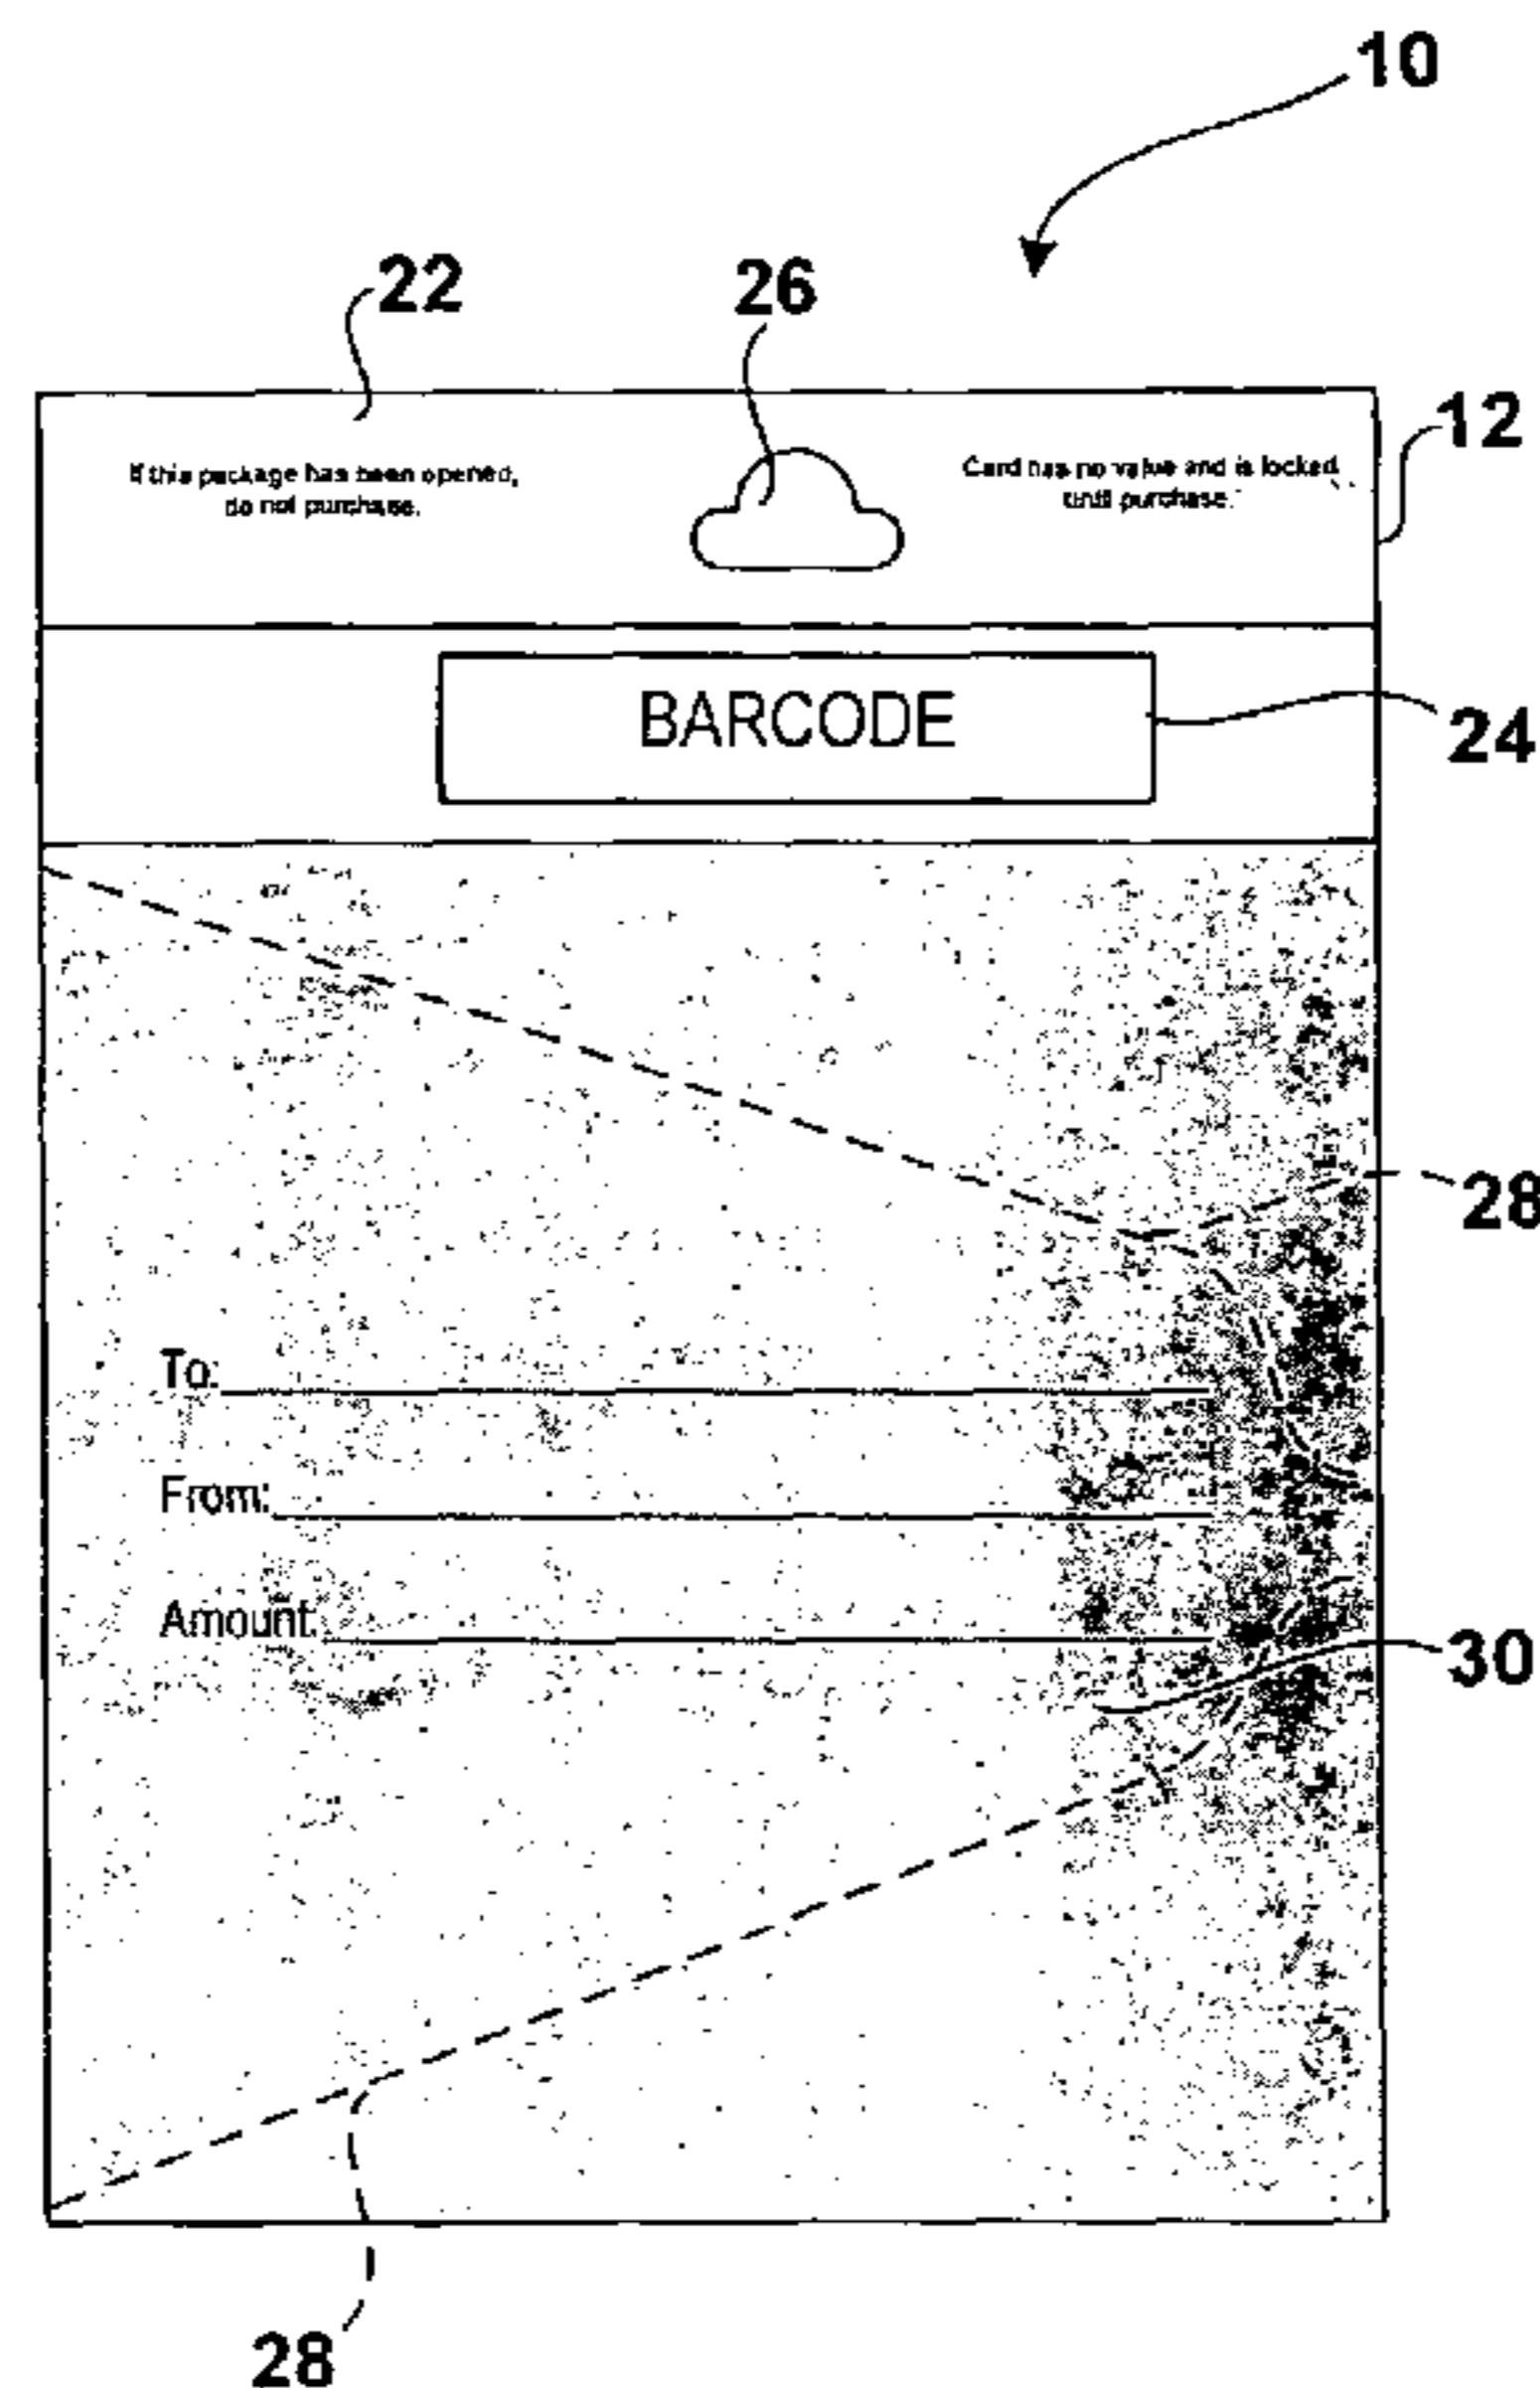 10
22
26
12
If this package has been opened,
do not purchase.
Card has no value and is locked
until purchase.
BARCODE
24
28
To:
From:
Amount:
30
28